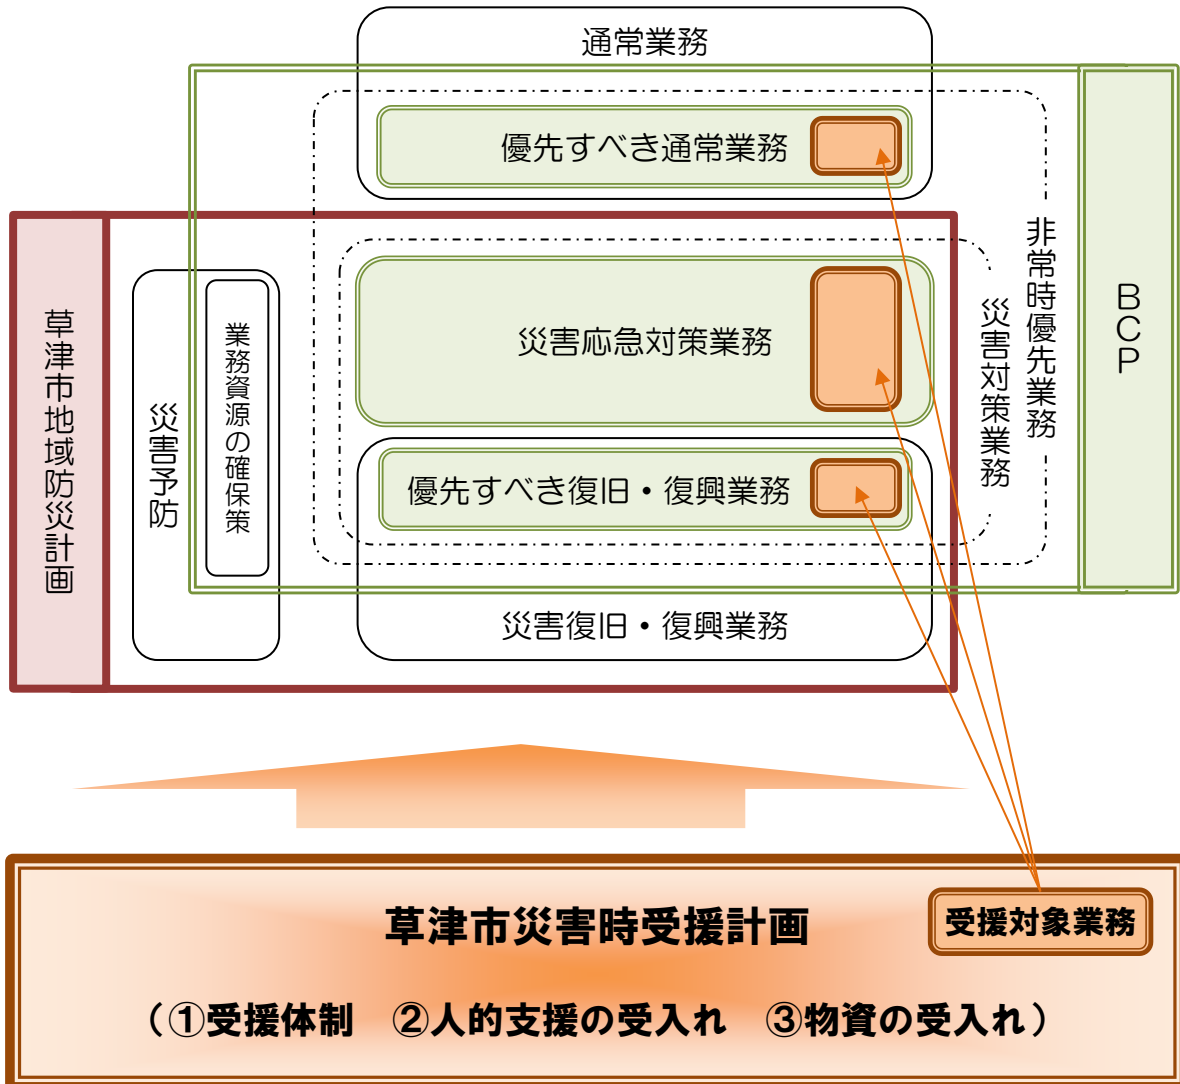 通常業務
優先すべき通常業務
草津市地域防災計画
災害予防
業務資源の確保策
災害応急対策業務
災害対策業務
非常時優先業務
BCP
優先すべき復旧・復興業務
災害復旧・復興業務
草津市災害時受援計画
受援対象業務
(①受援体制 ②人的支援の受入れ ③物資の受入れ)